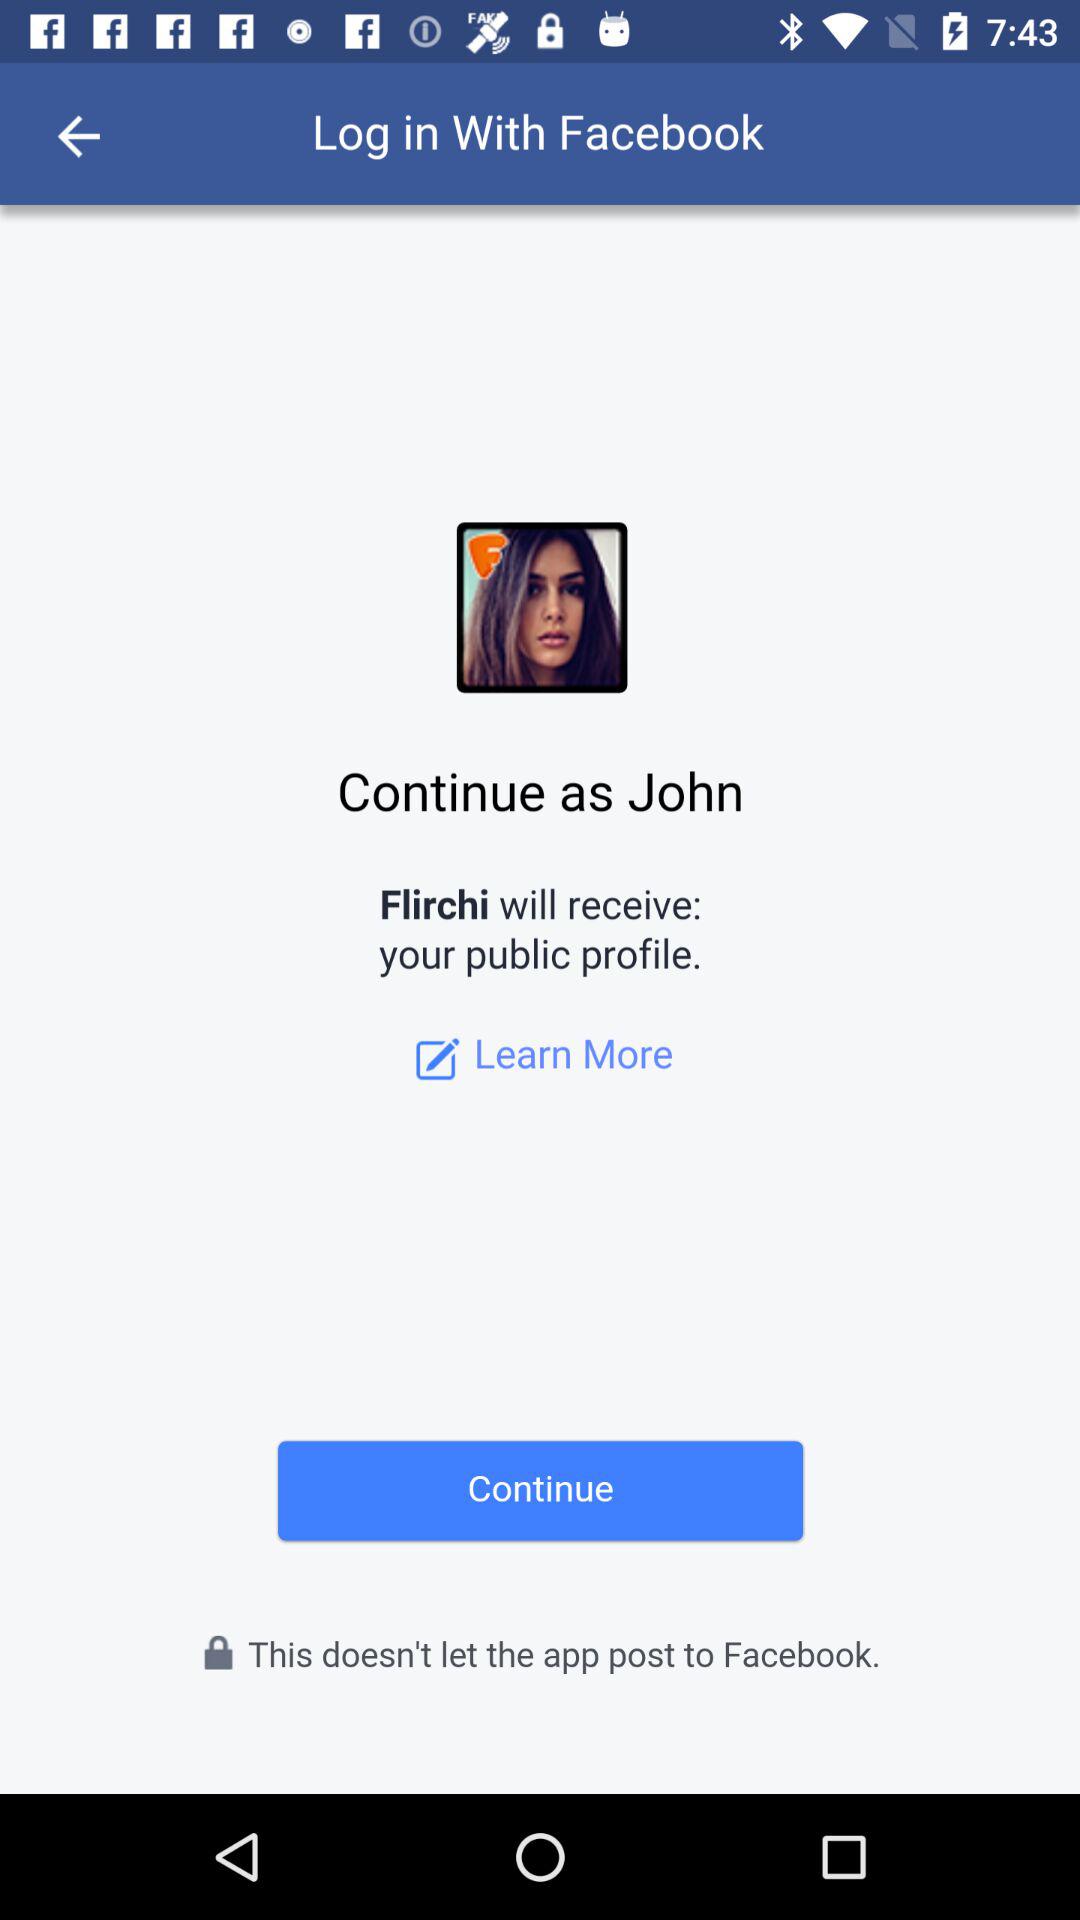 FAKE
7:43
Log in With Facebook
F
Continue as John
Flirchi will receive:
your public profile.
Learn More
Continue
This doesn't let the app post to Facebook.